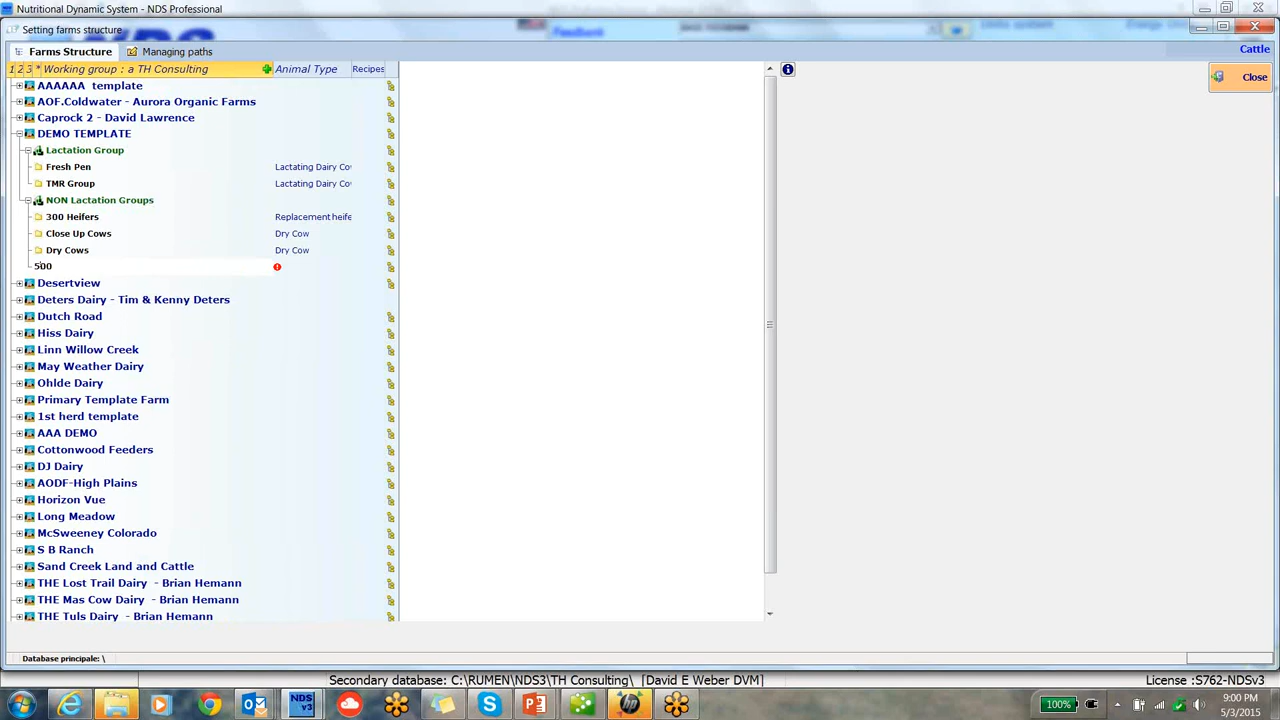 Nutritional Dynamic System - NDS Professional
Setting farms structure
Feedbank
Farms Structure
Managing paths
Cattle
1 2 3 * Working group : a TH Consulting
Animal Type
Recipes
Close
AAAAAA template
AOF.Coldwater - Aurora Organic Farms
Caprock 2 - David Lawrence
DEMO TEMPLATE
Lactation Group
Fresh Pen
Lactating Dairy Co
TMR Group
Lactating Dairy Co
NON Lactation Groups
300 Heifers
Replacement heife
Close Up Cows
Dry Cow
Dry Cows
Dry Cow
500
Desertview
Deters Dairy - Tim & Kenny Deters
Dutch Road
Hiss Dairy
Linn Willow Creek
May Weather Dairy
Ohlde Dairy
Primary Template Farm
1st herd template
AAA DEMO
Cottonwood Feeders
DJ Dairy
AODF-High Plains
Horizon Vue
Long Meadow
McSweeney Colorado
S B Ranch
Sand Creek Land and Cattle
THE Lost Trail Dairy - Brian Hemann
THE Mas Cow Dairy - Brian Hemann
THE Tuls Dairy - Brian Hemann
Database principale: \
Secondary database: C:\RUMEN\NDS3\TH Consulting\ [David E Weber DVM]
License :S762-NDSv3
NDS v3
hp
100%
9:00 PM
5/3/2015